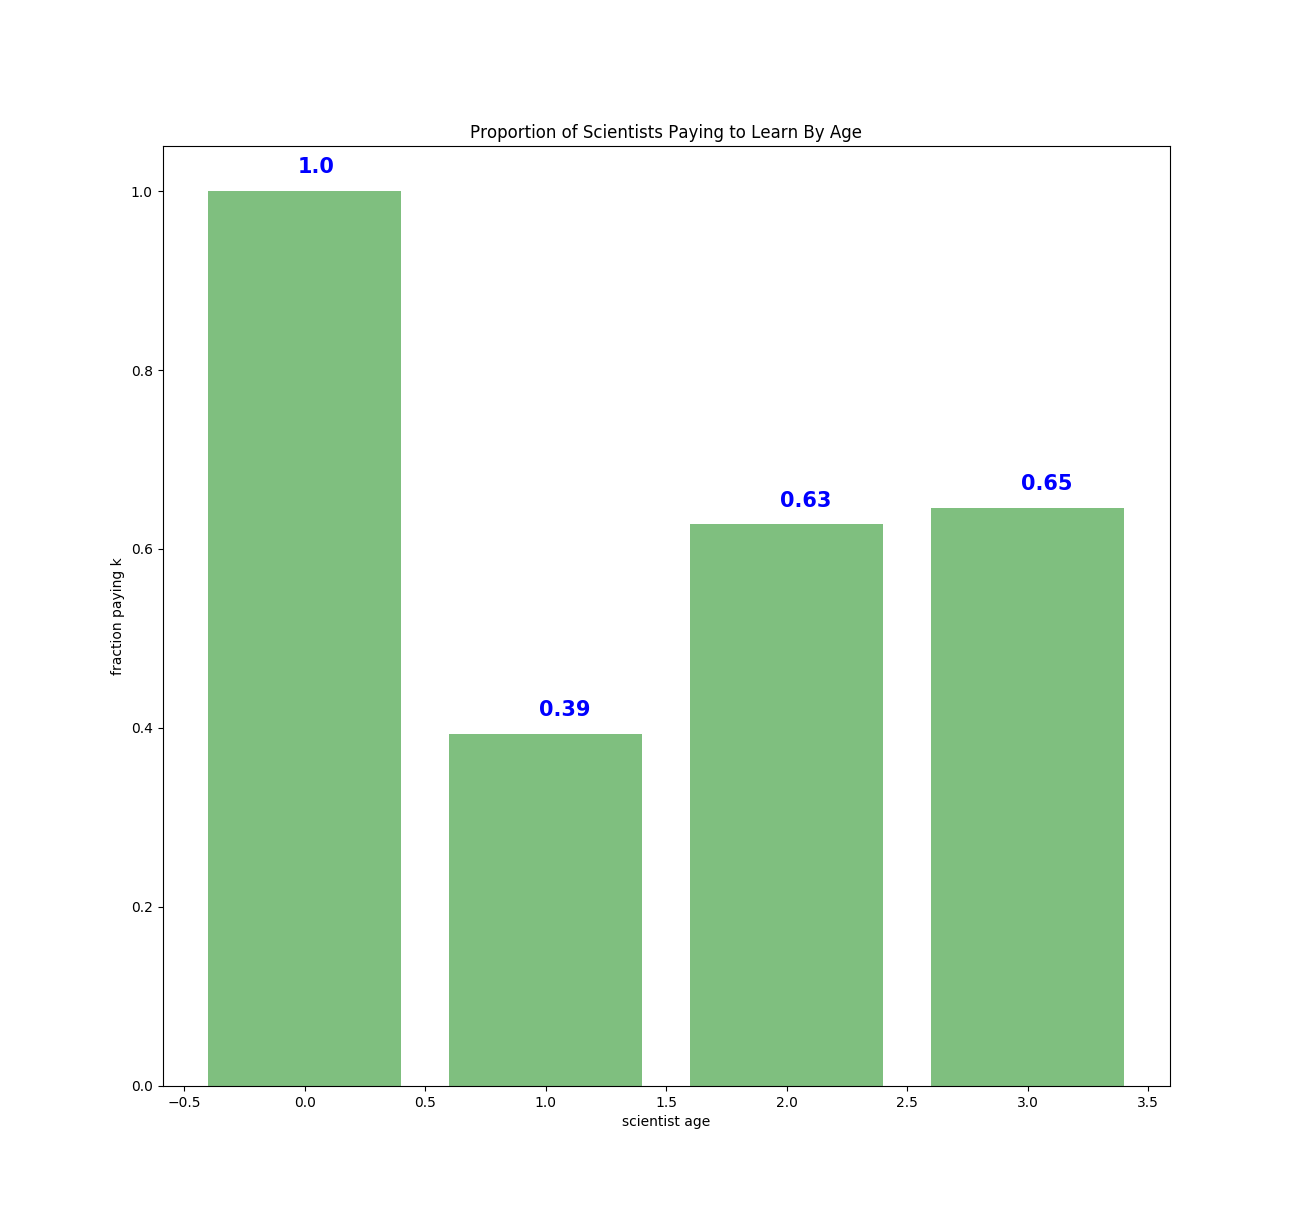 Proportion of Scientists Paying to Learn By Age
1.0
0.39
0.63
0.65
1.0
0.8
0.6
0.4
0.2
0.0
fraction paying k
−0.5 0.0 0.5 1.0 1.5 2.0 2.5 3.0 3.5
scientist age